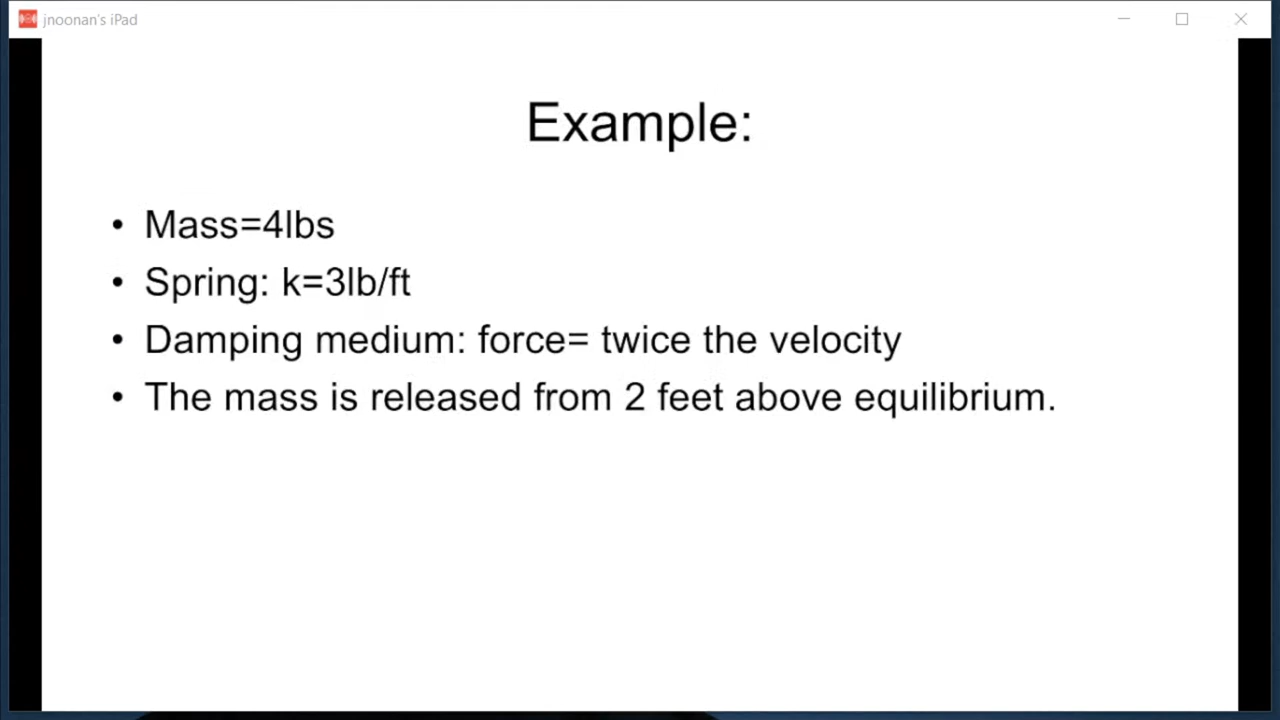 jnoonan's iPad
Example:
• Mass=4lbs
• Spring: k=3lb/ft
• Damping medium: force= twice the velocity
• The mass is released from 2 feet above equilibrium.